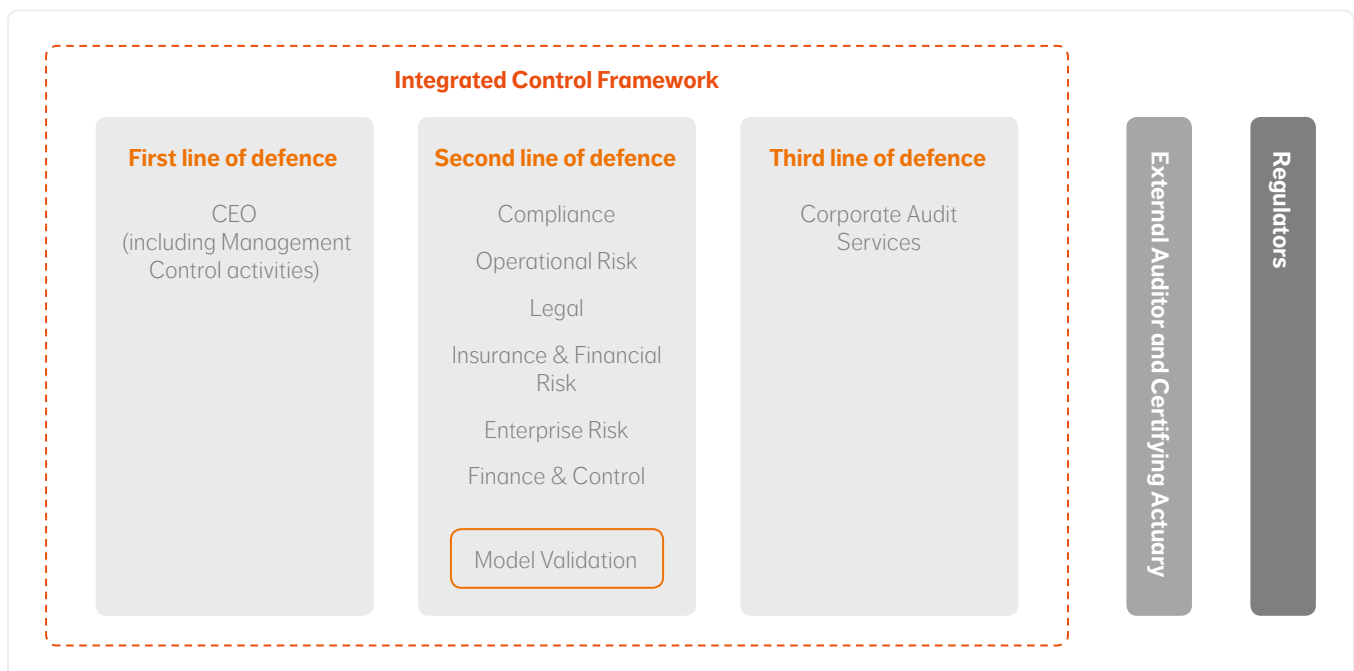 Integrated Control Framework
First line of defence
CEO
(including Management
Control activities)
Second line of defence
Compliance
Operational Risk
Legal
Insurance & Financial
Risk
Enterprise Risk
Finance & Control
Model Validation
Third line of defence
Corporate Audit
Services
External Auditor and Certifying Actuary
Regulators